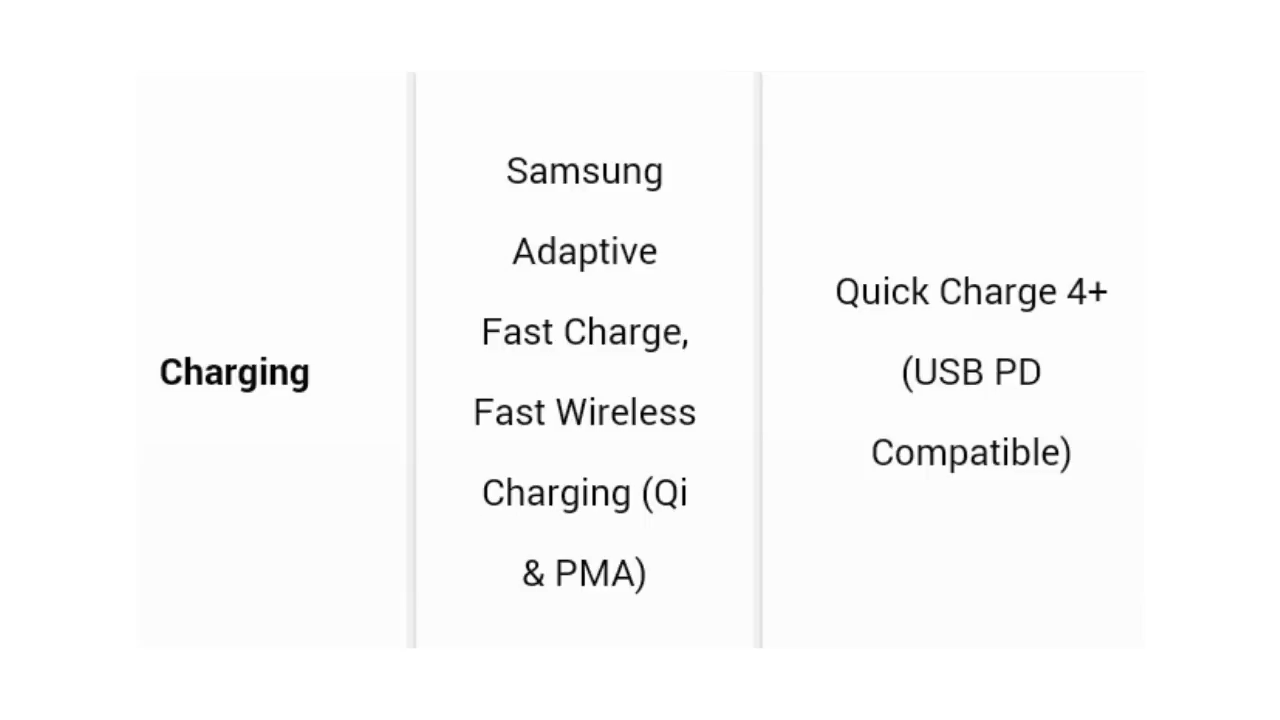 Charging
Samsung
Adaptive
Fast Charge,
Fast Wireless
Charging (Qi
& PMA)
Quick Charge 4+
(USB PD
Compatible)